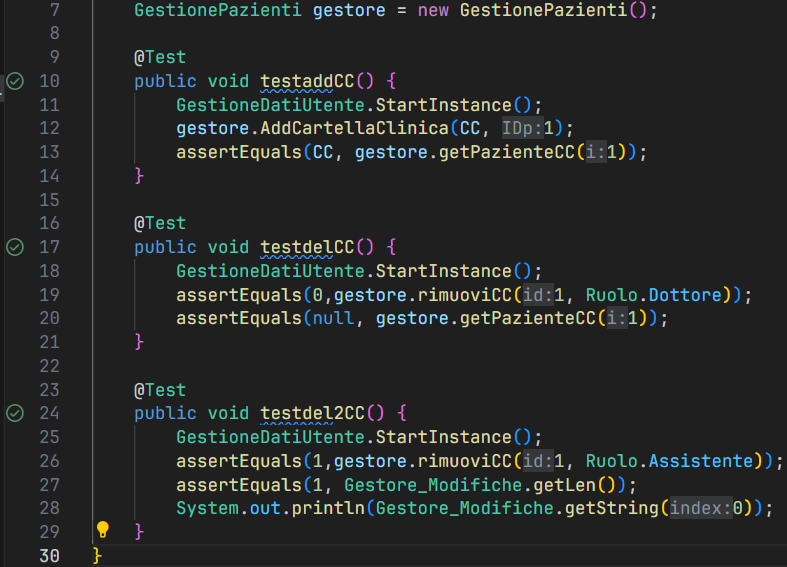 7 GestionePazienti gestore = new GestionePazienti();
8
9 @Test
10 public void testaddCC() {
11 GestioneDatiUtente.StartInstance();
12 gestore.AddCartellaClinica(CC, IDp:1);
13 assertEquals(CC, gestore.getPazienteCC(i:1));
14 }
15
16 @Test
17 public void testdelCC() {
18 GestioneDatiUtente.StartInstance();
19 assertEquals(0,gestore.rimuoviCC(id:1, Ruolo.Dottore));
20 assertEquals(null, gestore.getPazienteCC(i:1));
21 }
22
23 @Test
24 public void testdel2CC() {
25 GestioneDatiUtente.StartInstance();
26 assertEquals(1,gestore.rimuoviCC(id:1, Ruolo.Assistente));
27 assertEquals(1, Gestore_Modifiche.getLen());
28 System.out.println(Gestore_Modifiche.getString(index:0));
29 }
30 }